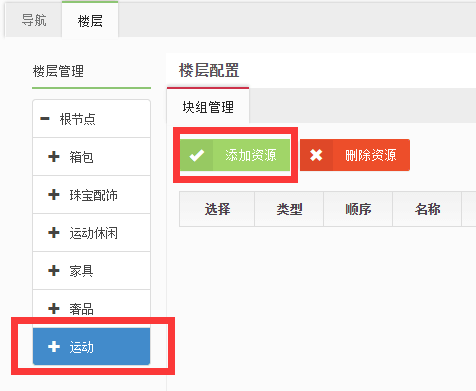 导航 楼层
楼层管理
根节点
箱包
珠宝配饰
运动休闲
家具
奢品
运动
楼层配置
块组管理
添加资源 删除资源
选择 类型 顺序 名称